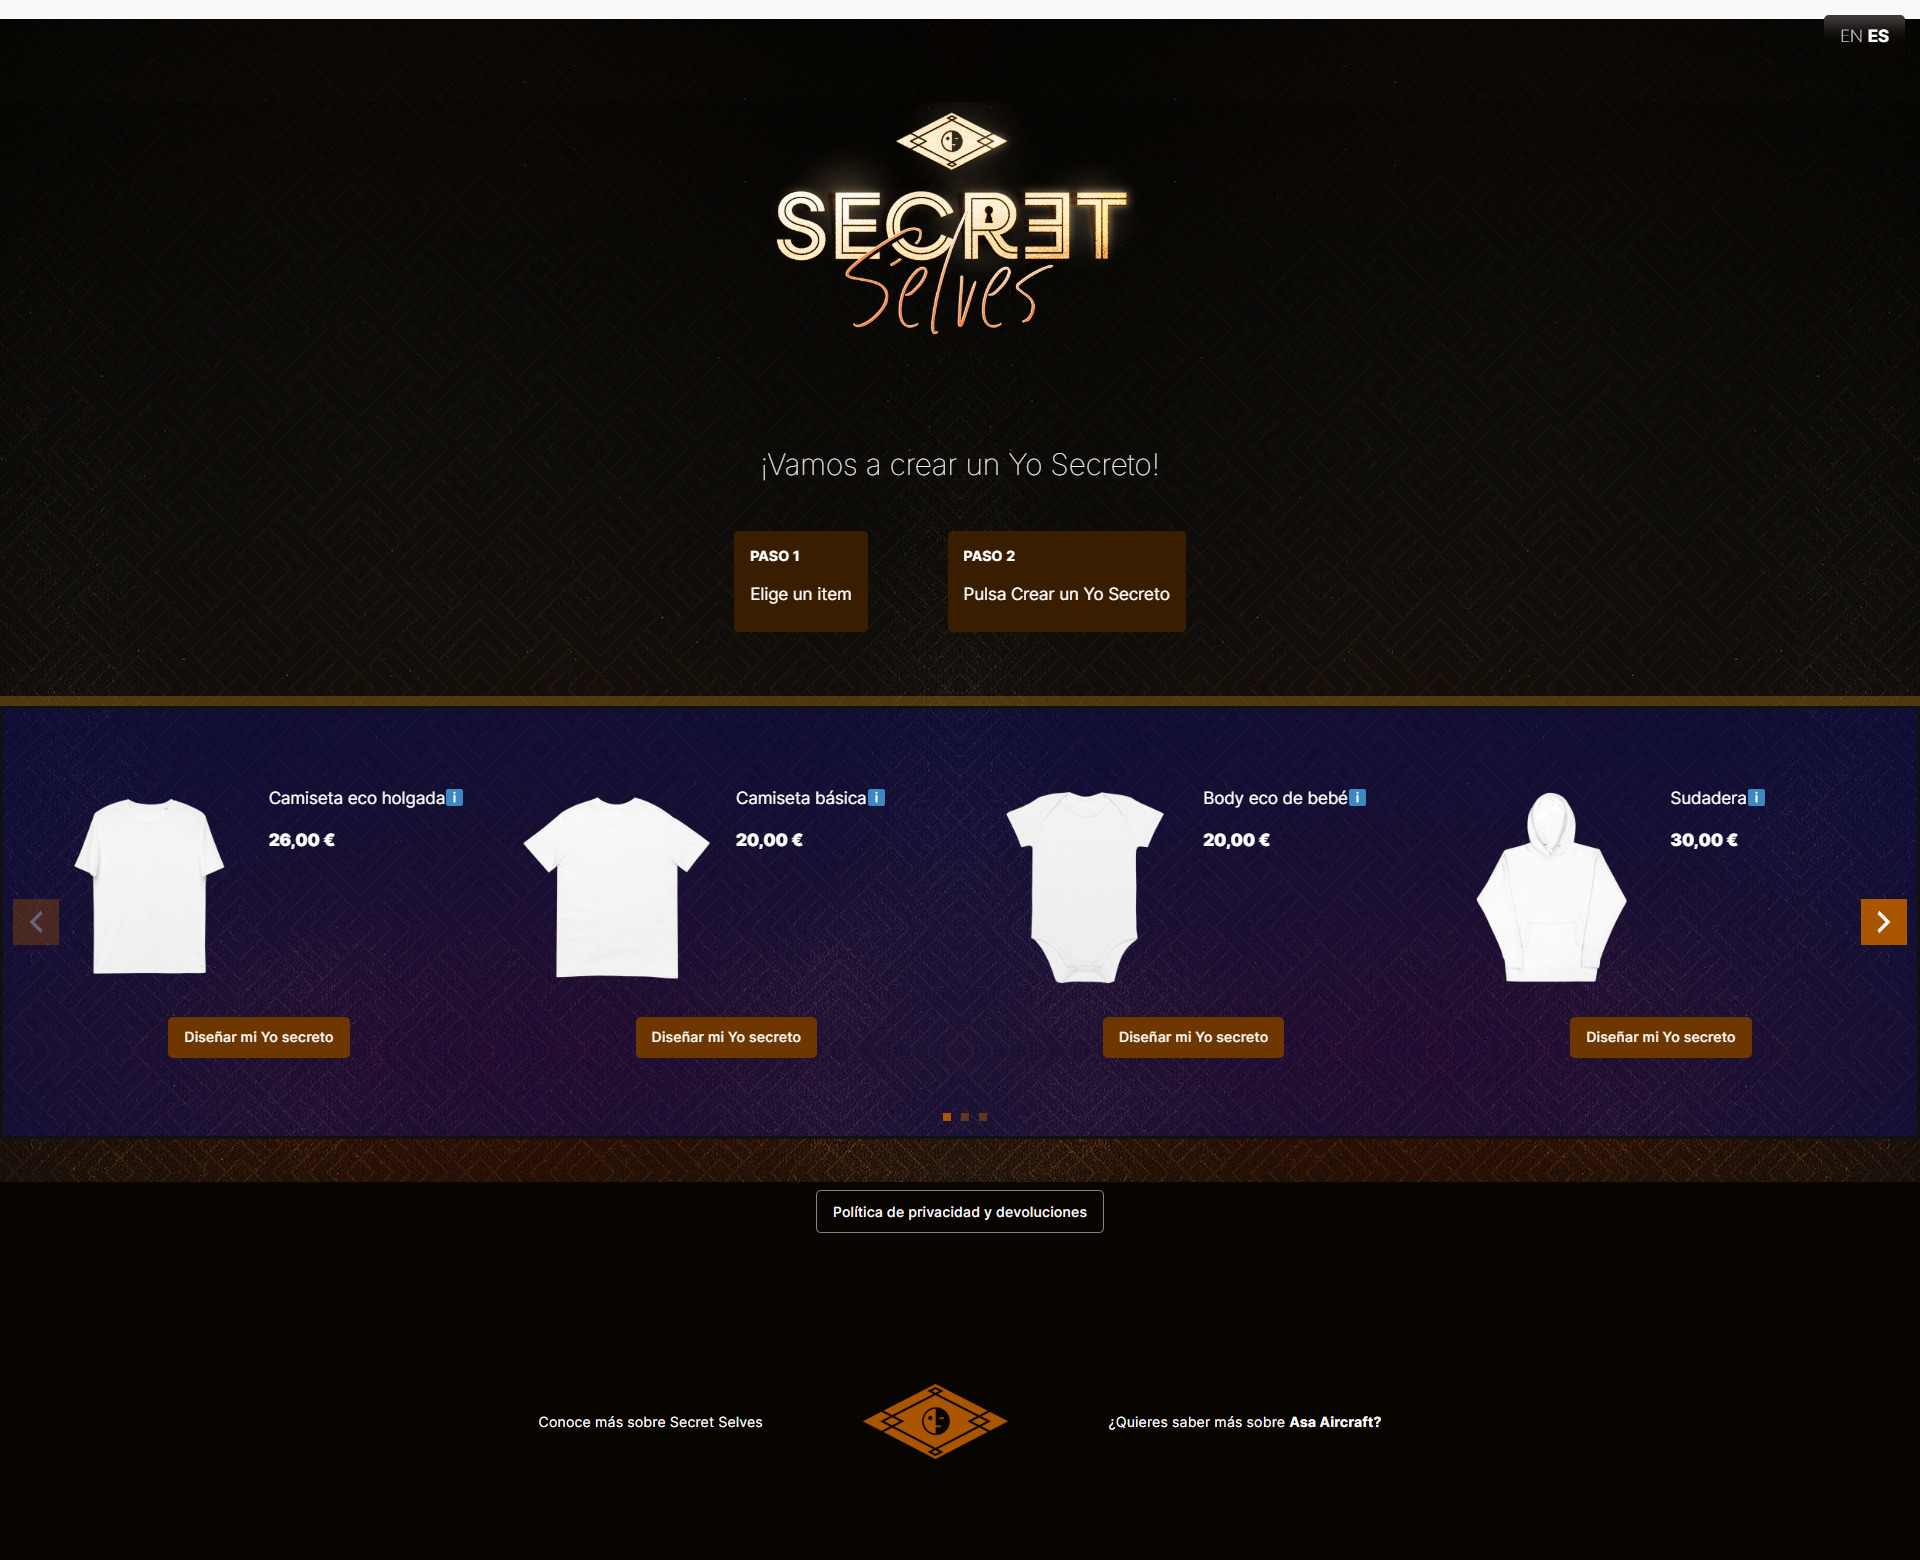 EN ES
SECRET
Selves
¡Vamos a crear un Yo Secreto!
PASO 1
Elige un item
PASO 2
Pulsa Crear un Yo Secreto
Camiseta eco holgada
26,00 €
Diseñar mi Yo secreto
Camiseta básica
20,00 €
Diseñar mi Yo secreto
Body eco de bebé
20,00 €
Diseñar mi Yo secreto
Sudadera
30,00 €
Diseñar mi Yo secreto
Política de privacidad y devoluciones
Conoce más sobre Secret Selves
¿Quieres saber más sobre Asa Aircraft?